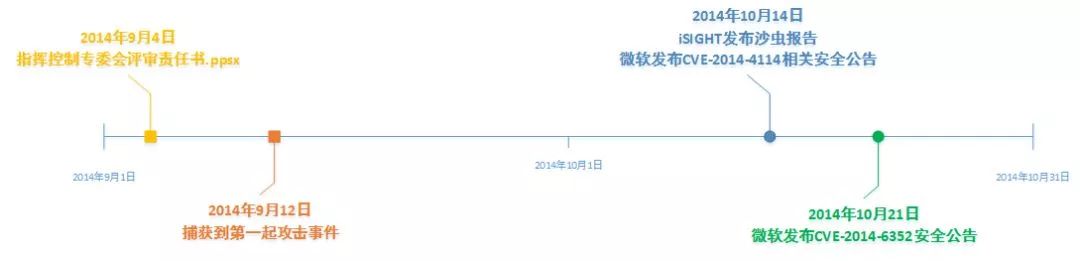 2014年9月4日
指挥控制专委会评审责任书.ppsx
2014年10月14日
iSIGHT发布沙虫报告
微软发布CVE-2014-4114相关安全公告
2014年9月1日
2014年10月1日
2014年10月31日
2014年9月12日
捕获到第一起攻击事件
2014年10月21日
微软发布CVE-2014-6352安全公告